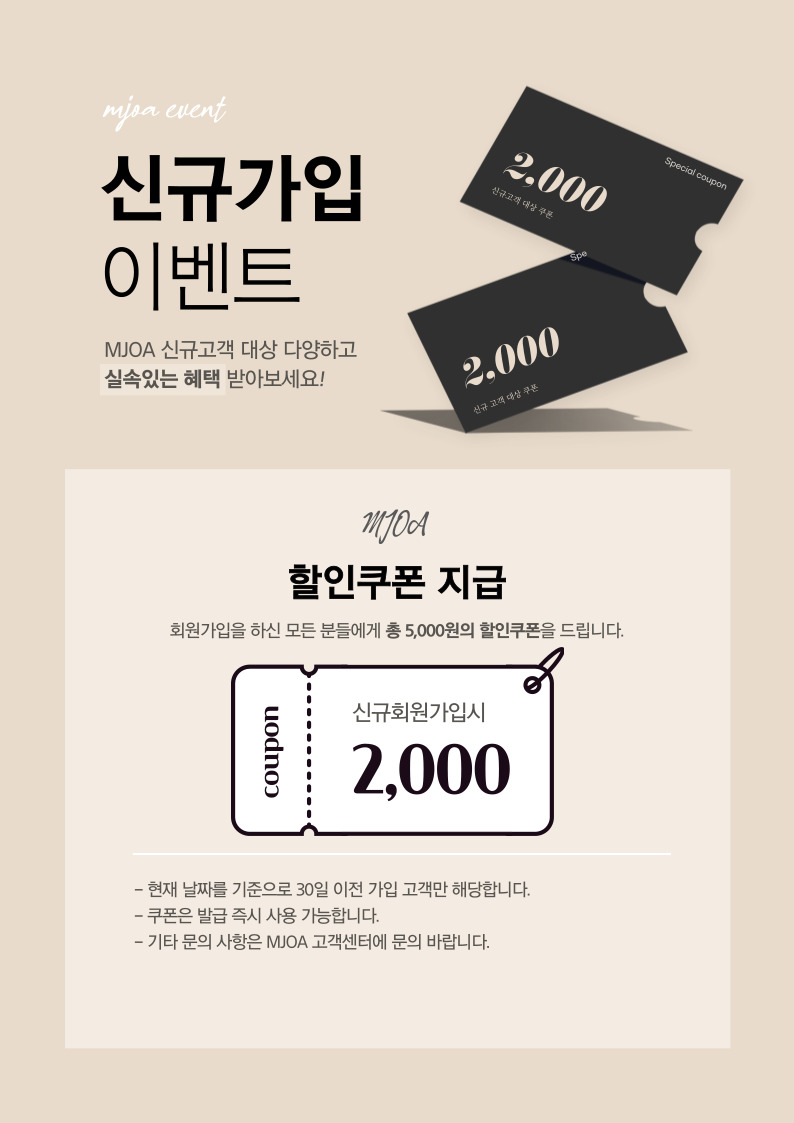 mjoa event
신규가입
이벤트
MJOA 신규고객 대상 다양하고
실속있는 혜택 받아보세요!
Special coupon
2,000
신규고객 대상 쿠폰
Spe
2,000
신규 고객 대상 쿠폰
MJOA
할인쿠폰 지급
회원가입을 하신 모든 분들에게 총 5,000원의 할인쿠폰을 드립니다.
coupon
신규회원가입시
2,000
- 현재 날짜를 기준으로 30일 이전 가입 고객만 해당합니다.
- 쿠폰은 발급 즉시 사용 가능합니다.
- 기타 문의 사항은 MJOA 고객센터에 문의 바랍니다.